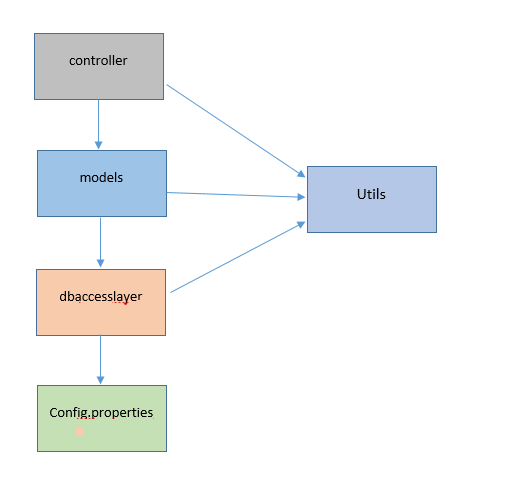 controller
models
Utils
dbaccesslayer
Config.properties